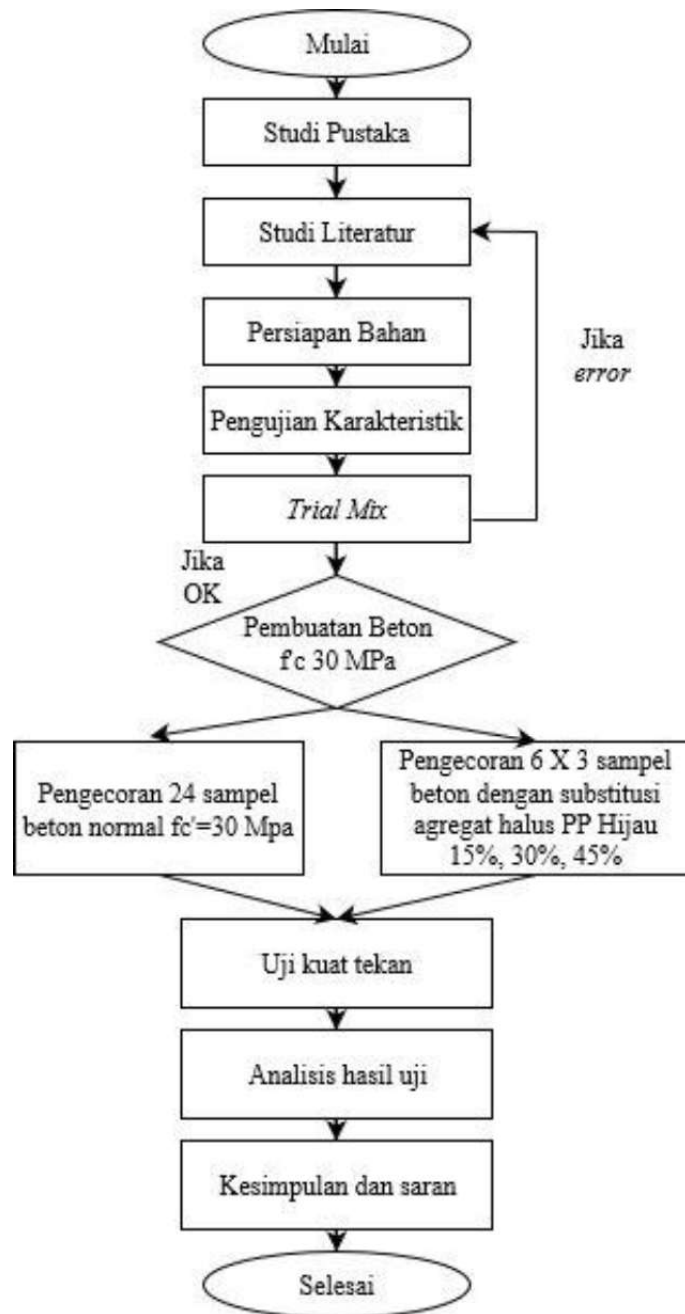 Mulai
Studi Pustaka
Studi Literatur
Persiapan Bahan
Jika
error
Pengujian Karakteristik
Trial Mix
Jika
OK
Pembuatan Beton
f'c 30 MPa
Pengecoran 24 sampel
beton normal fc'=30 Mpa
Pengecoran 6 X 3 sampel
beton dengan substitusi
agregat halus PP Hijau
15%, 30%, 45%
Uji kuat tekan
Analisis hasil uji
Kesimpulan dan saran
Selesai